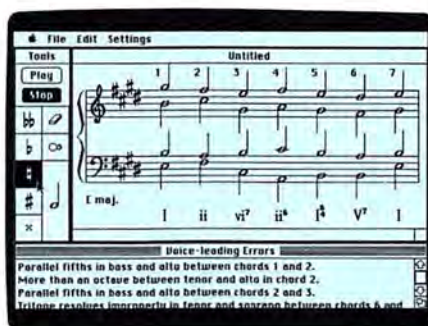 File Edit Settings
Tools
Untitled
Play
Stop
1 2 3 4 5 6 7
E maj.
I ii vi⁷ ii⁶ I⁶₄ V⁷ I
Voice-leading Errors
Parallel fifths in bass and alto between chords 1 and 2.
More than an octave between tenor and alto in chord 2.
Parallel fifths in bass and alto between chords 2 and 3.
Tritone resolves improperly in tenor and soprano between chords 6 and